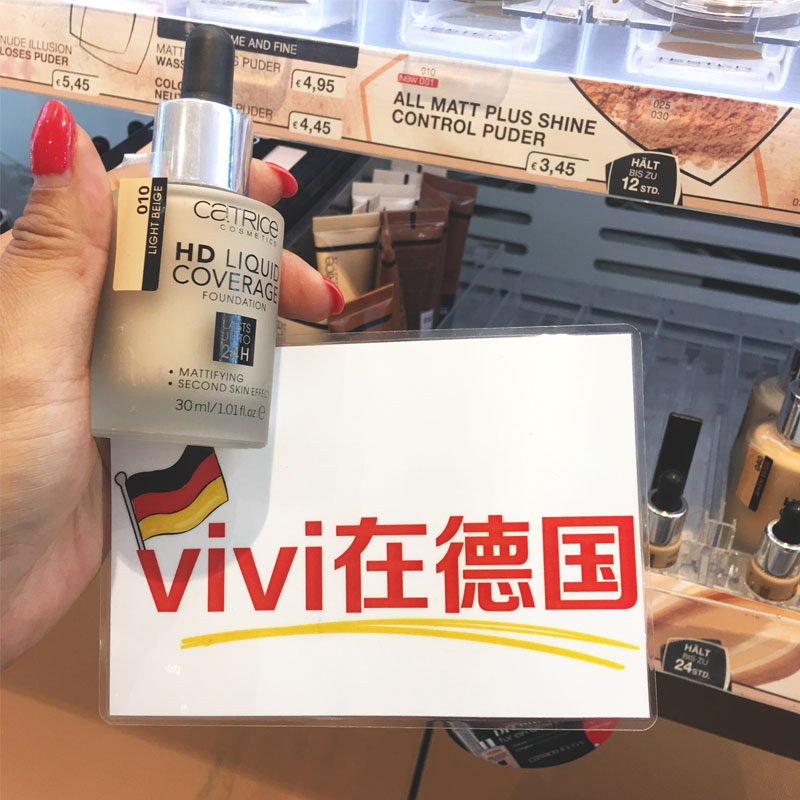 NUDE ILLUSION
LOSES PUDER
€5,45
MATT
WASS
PUDER
€4,95
ME AND FINE
COLO
NEUT
PUDER
€4,45
010
NEW 001
ALL MATT PLUS SHINE
CONTROL PUDER
€3,45
025
030
HÄLT
BIS ZU
12 STD.
010
LIGHT BEIGE
CATRICE
COSMETICS
HD LIQUID
COVERAGE
FOUNDATION
LASTS
UP TO
24H
• MATTIFYING
• SECOND SKIN EFFECT
30 ml/1.01 fl.oz. e
vivi在德国
HÄLT
BIS ZU
24 STD.